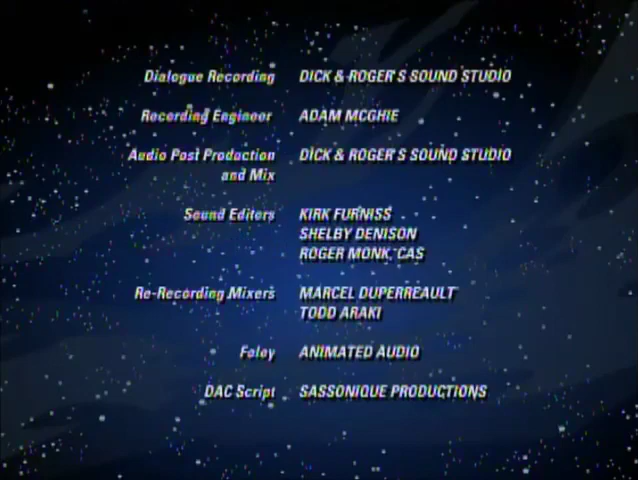 Dialogue Recording DICK & ROGER'S SOUND STUDIO
Recording Engineer ADAM MCGHIE
Audio Post Production DICK & ROGER'S SOUND STUDIO
and Mix
Sound Editors KIRK FURNISS
SHELBY DENISON
ROGER MONK, CAS
Re-Recording Mixers MARCEL DUPERREAULT
TODD ARAKI
Foley ANIMATED AUDIO
DAC Script SASSONIQUE PRODUCTIONS